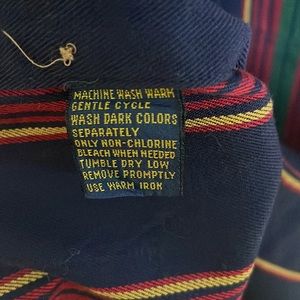 MACHINE WASH WARM
GENTLE CYCLE
WASH DARK COLORS
SEPARATELY
ONLY NON-CHLORINE
BLEACH WHEN NEEDED
TUMBLE DRY LOW
REMOVE PROMPTLY
USE WARM IRON